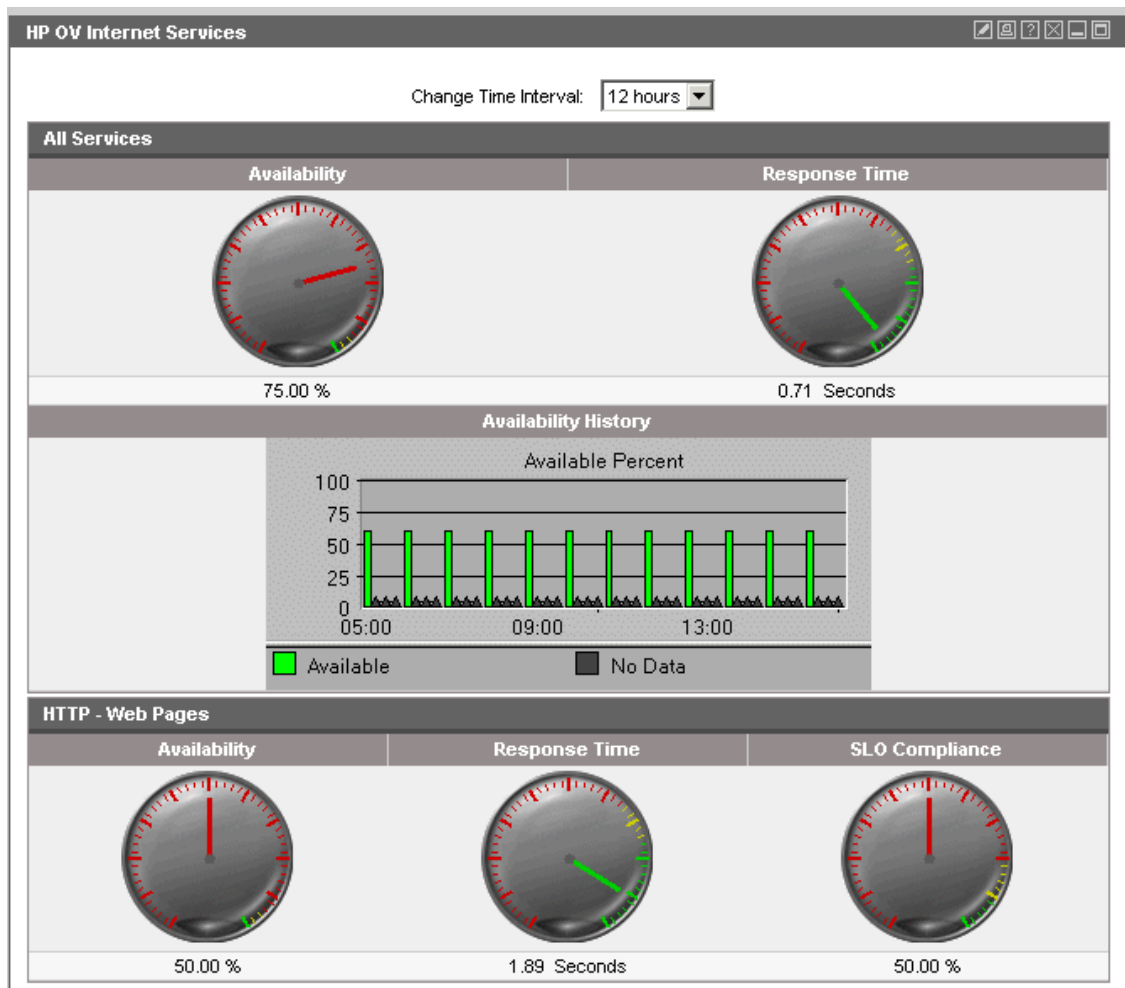 HP OV Internet Services
Change Time Interval: 12 hours
All Services
Availability Response Time
75.00 % 0.71 Seconds
Availability History
Available Percent
100
75
50
25
0
05:00 09:00 13:00
Available No Data
HTTP - Web Pages
Availability Response Time SLO Compliance
50.00 % 1.89 Seconds 50.00 %